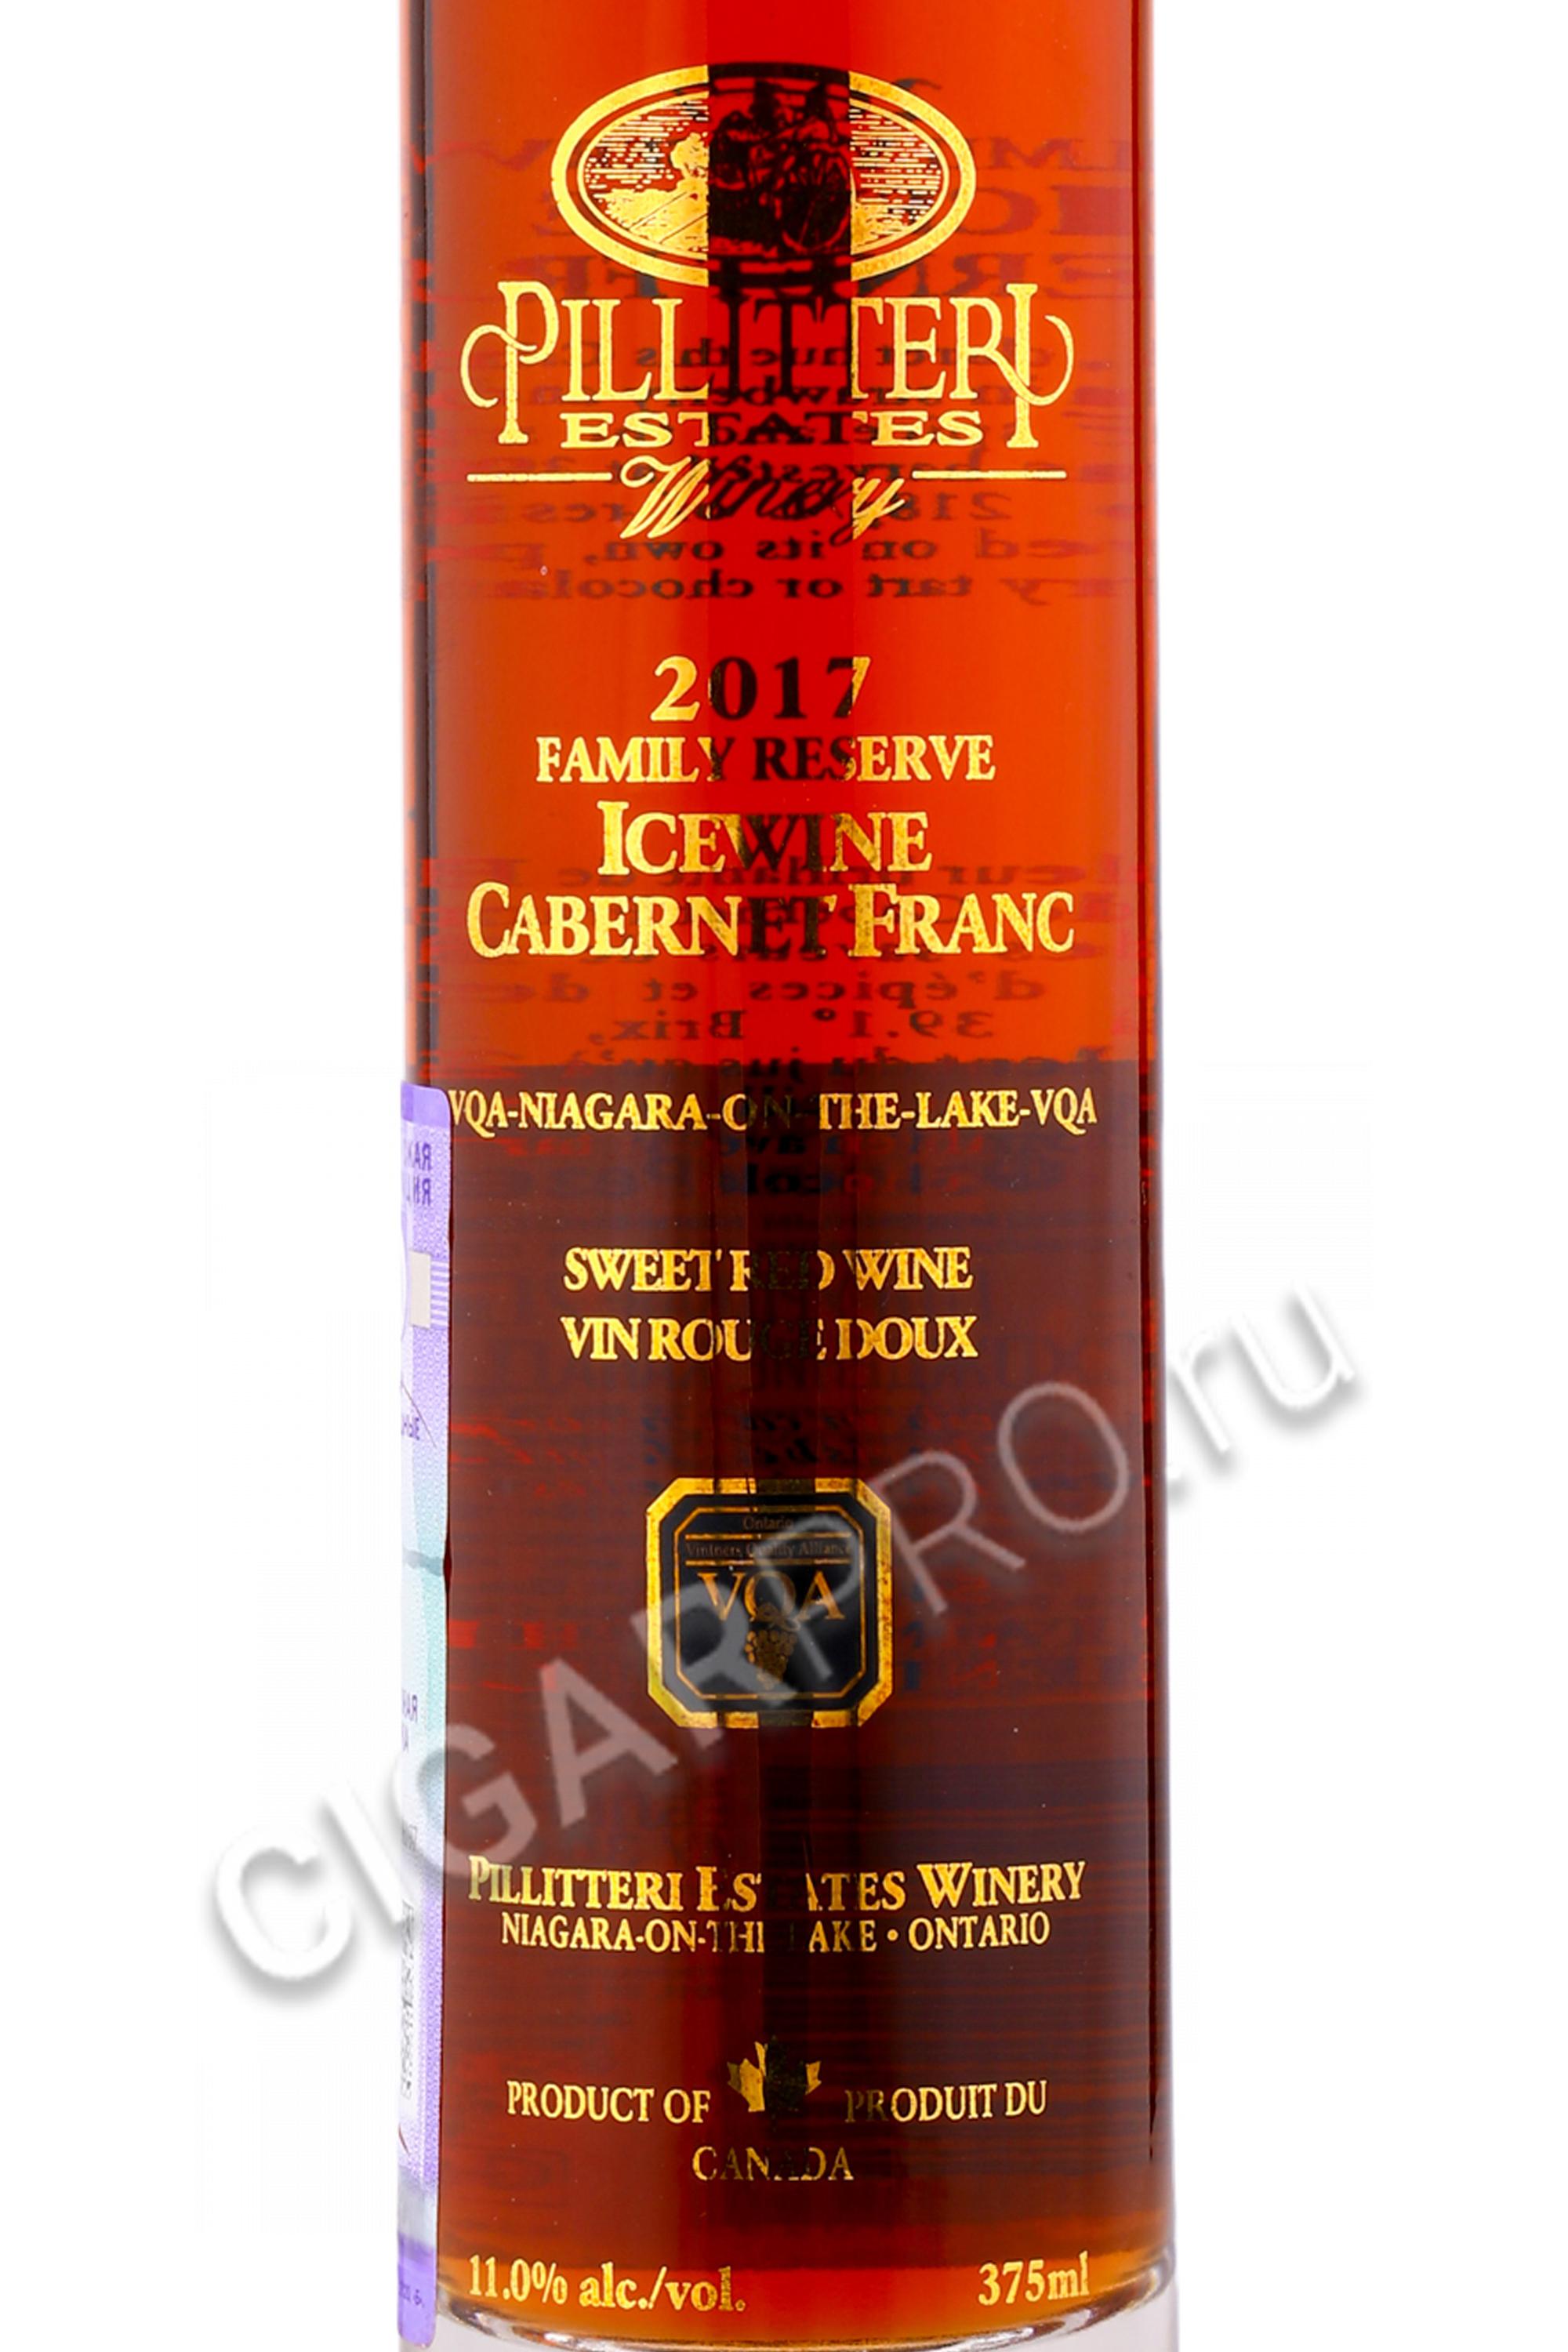 PILLITTERI
ESTATES
Winery
2017
FAMILY RESERVE
ICEWINE
CABERNET FRANC
VQA-NIAGARA-ON-THE-LAKE-VQA
SWEET RED WINE
VIN ROUGE DOUX
Ontario
Vintners Quality Alliance
VQA
CIGARPRO.ru
PILLITTERI ESTATES WINERY
NIAGARA-ON-THE-LAKE • ONTARIO
PRODUCT OF PRODUIT DU
CANADA
11.0% alc./vol. 375ml